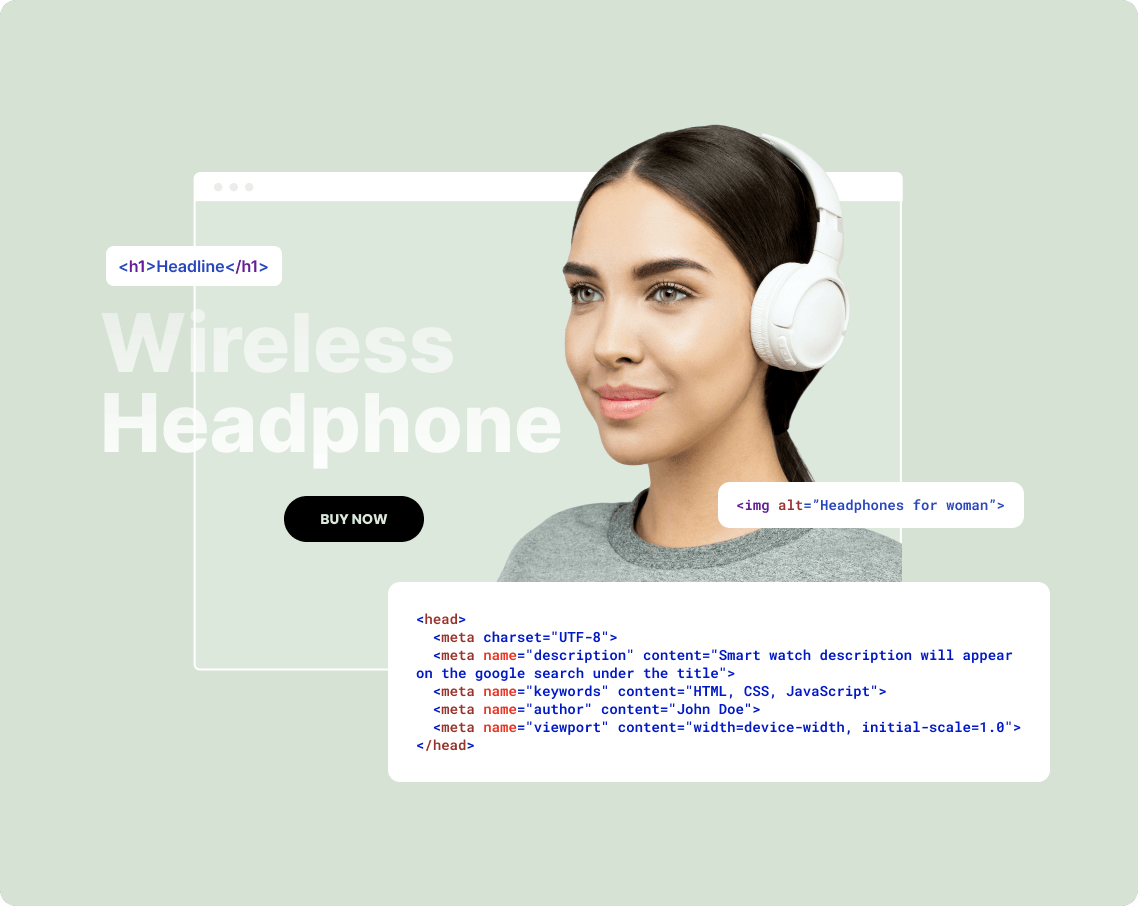 <h1>Headline</h1>
Wireless
Headphone
BUY NOW
<img alt=”Headphones for woman”>
<head>
<meta charset="UTF-8">
<meta name="description" content="Smart watch description will appear
on the google search under the title">
<meta name="keywords" content="HTML, CSS, JavaScript">
<meta name="author" content="John Doe">
<meta name="viewport" content="width=device-width, initial-scale=1.0">
</head>